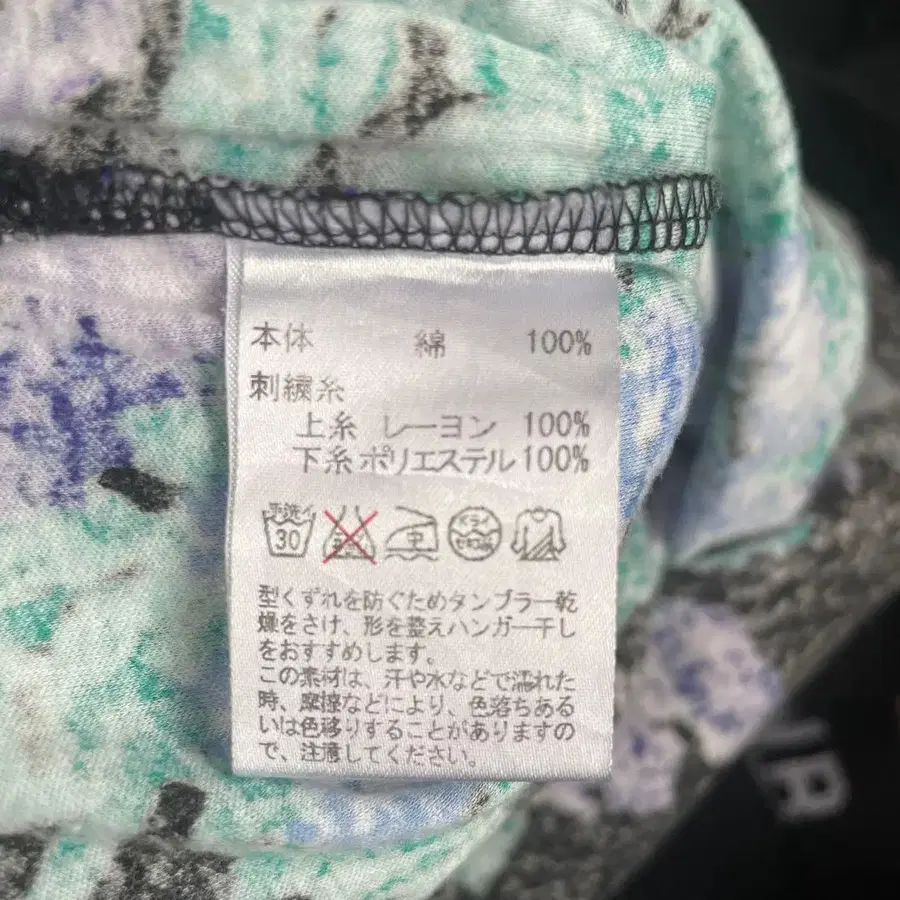 本体 綿 100%
刺繍糸
上糸 レーヨン 100%
下糸 ポリエステル 100%
手洗イ 30 中 ドライ
型くずれを防ぐためタンブラー乾
燥をさけ、形を整えハンガー干し
をおすすめします。
この素材は、汗や水などで濡れた
時、摩擦などにより、色落ちある
いは色移りすることがありますの
で、注意してください。